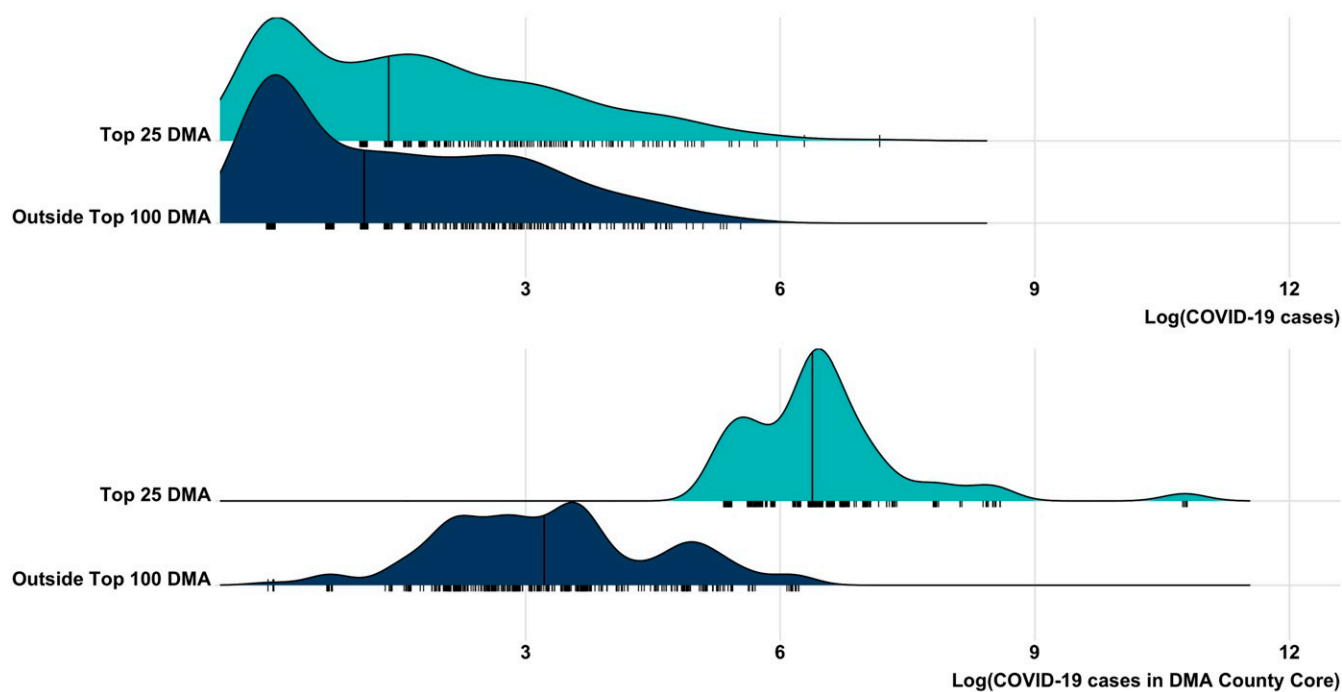 Top 25 DMA
Outside Top 100 DMA
3 6 9 12
Log(COVID-19 cases)
Top 25 DMA
Outside Top 100 DMA
3 6 9 12
Log(COVID-19 cases in DMA County Core)